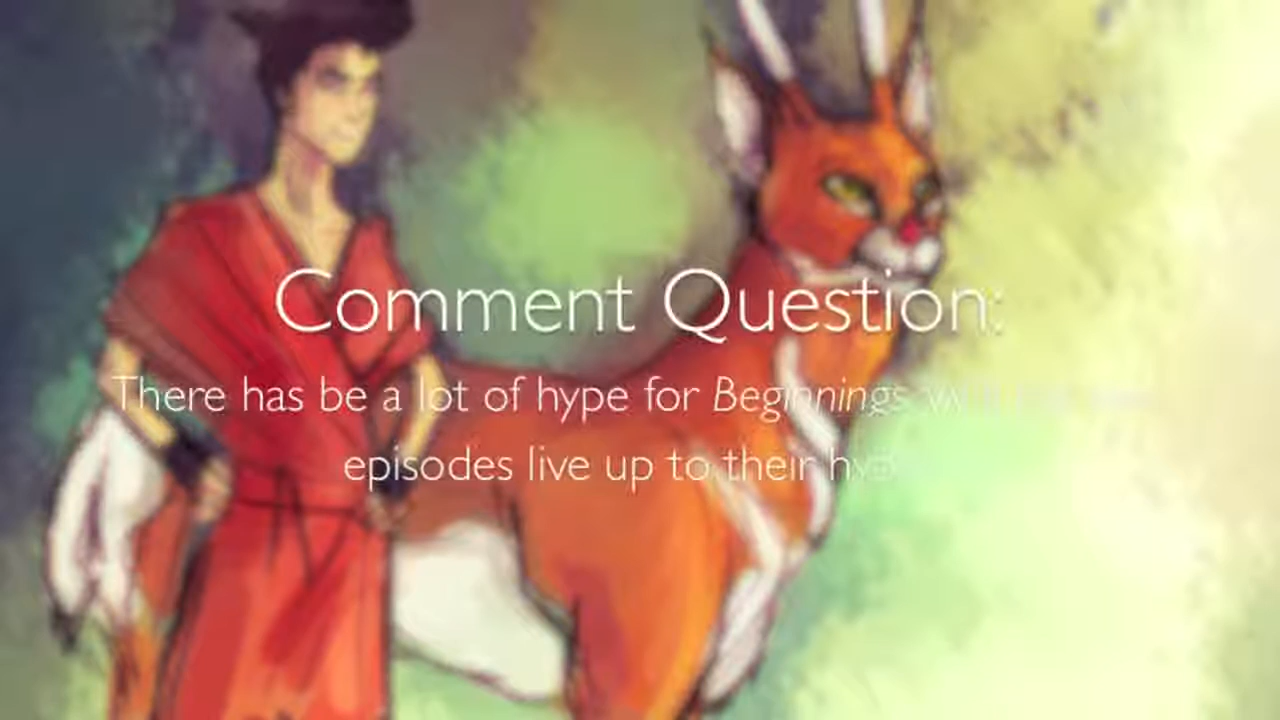 Comment Question:
There has be a lot of hype for Beginnings
episodes live up to their